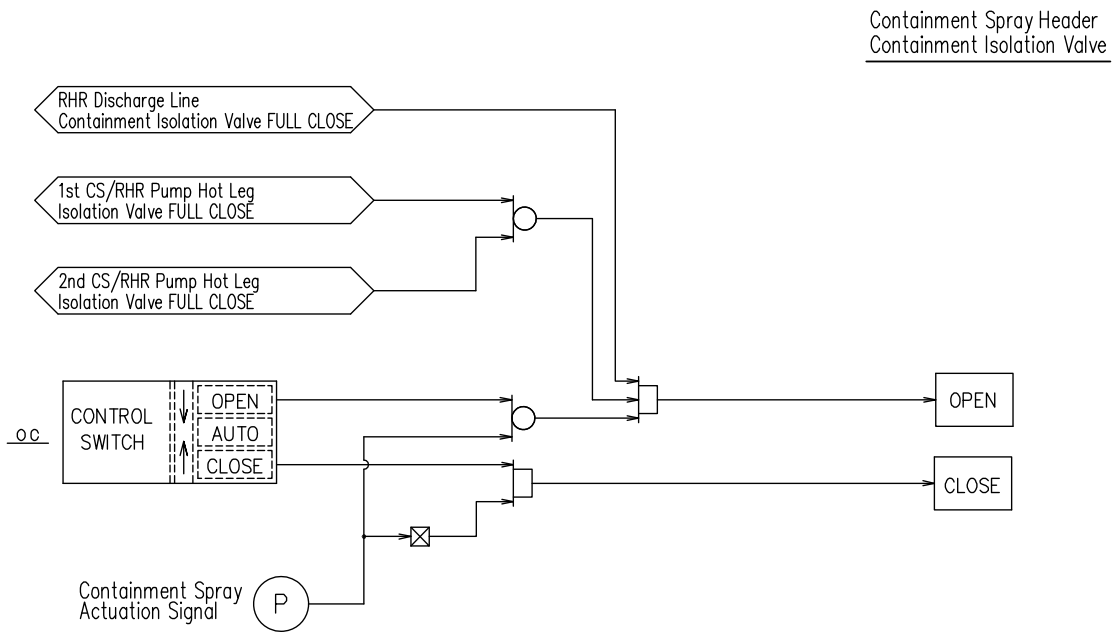 Containment Spray Header
Containment Isolation Valve
RHR Discharge Line
Containment Isolation Valve FULL CLOSE
1st CS/RHR Pump Hot Leg
Isolation Valve FULL CLOSE
2nd CS/RHR Pump Hot Leg
Isolation Valve FULL CLOSE
OC
CONTROL
SWITCH
OPEN
AUTO
CLOSE
OPEN
CLOSE
Containment Spray
Actuation Signal
P